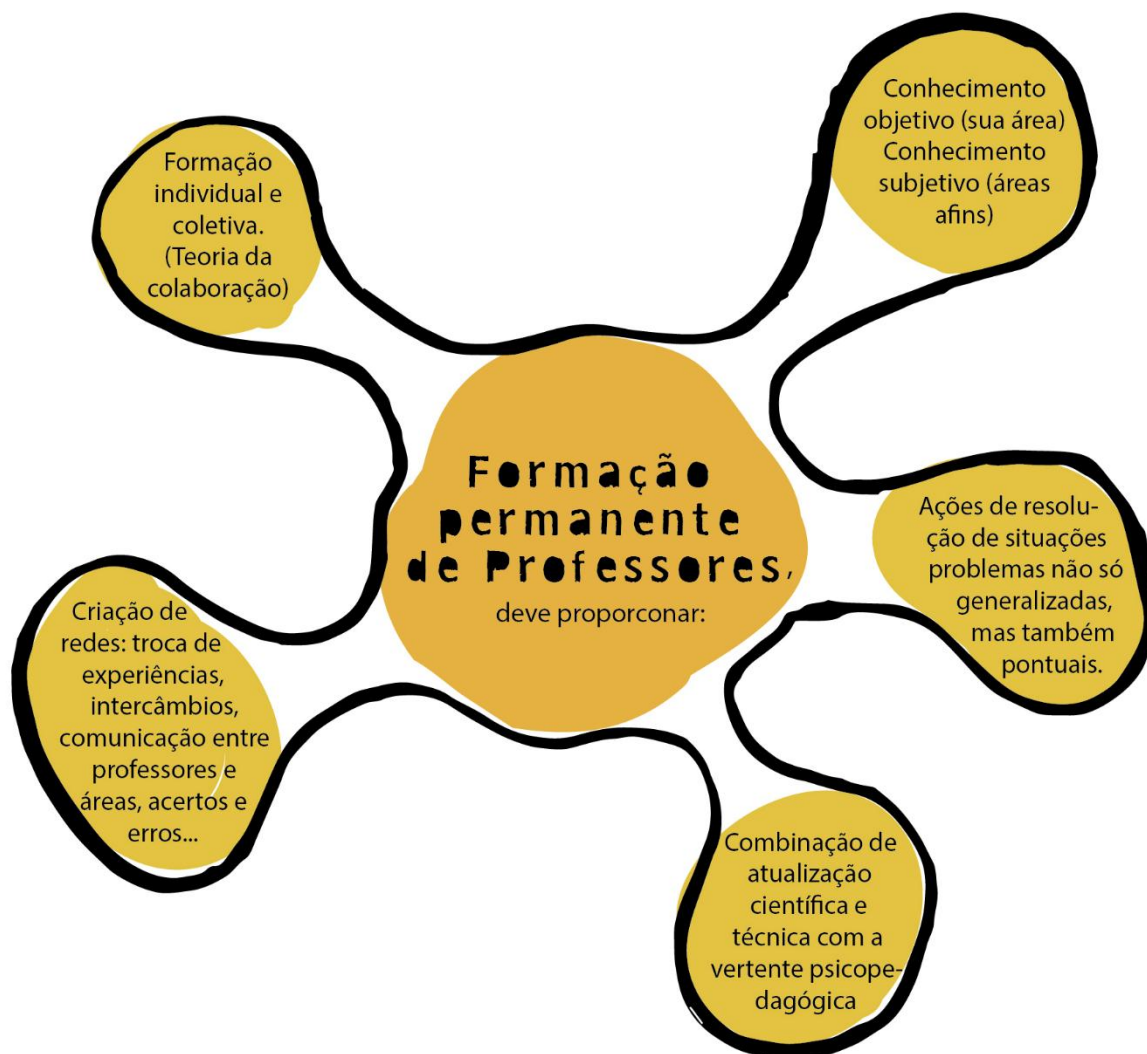 Formação
permanente
de Professores,
deve proporconar:
Formação
individual e
coletiva.
(Teoria da
colaboração)
Conhecimento
objetivo (sua área)
Conhecimento
subjetivo (áreas
afins)
Ações de resolu-
ção de situações
problemas não só
generalizadas,
mas também
pontuais.
Combinação de
atualização
científica e
técnica com a
vertente psicope-
dagógica
Criação de
redes: troca de
experiências,
intercâmbios,
comunicação entre
professores e
áreas, acertos e
erros...